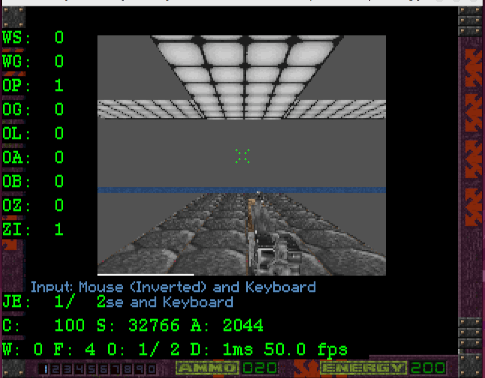 WS: 0
WG: 0
OP: 1
OG: 0
OL: 0
OA: 0
OB: 0
OZ: 0
ZI: 1
Input: Mouse (Inverted) and Keyboard
JE: 1/ 2se and Keyboard
C: 100 S: 32766 A: 2044
W: 0 F: 4 O: 1/ 2 D: 1ms 50.0 fps
1234567890 AMMO 020 ENERGY 200